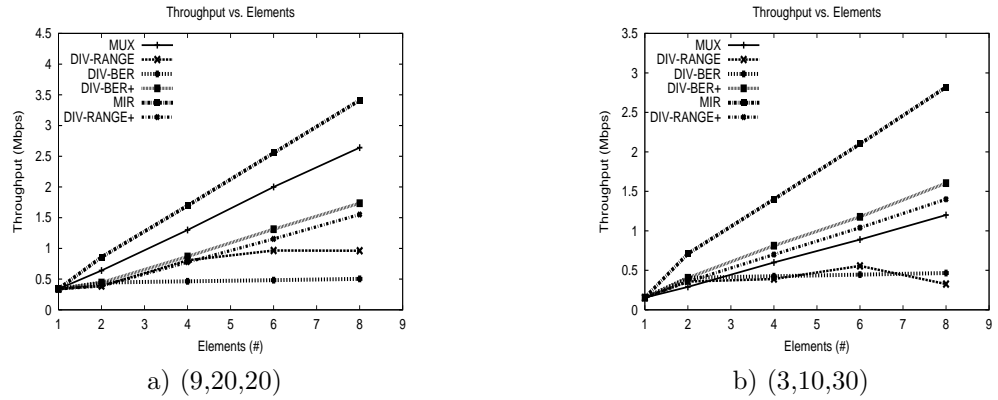 Throughput vs. Elements
4.5
4
3.5
3
2.5
2
1.5
1
0.5
0
Throughput (Mbps)
MUX
DIV-RANGE
DIV-BER
DIV-BER+
MIR
DIV-RANGE+
1 2 3 4 5 6 7 8 9
Elements (#)
a) (9,20,20)
Throughput vs. Elements
3.5
3
2.5
2
1.5
1
0.5
0
Throughput (Mbps)
MUX
DIV-RANGE
DIV-BER
DIV-BER+
MIR
DIV-RANGE+
1 2 3 4 5 6 7 8 9
Elements (#)
b) (3,10,30)